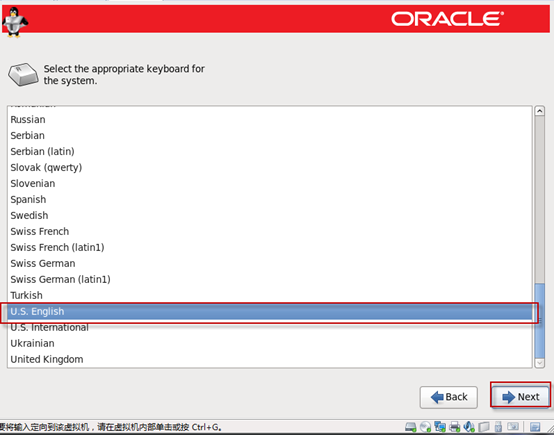 ORACLE
Select the appropriate keyboard for
the system.
Russian
Serbian
Serbian (latin)
Slovak (qwerty)
Slovenian
Spanish
Swedish
Swiss French
Swiss French (latin1)
Swiss German
Swiss German (latin1)
Turkish
U.S. English
U.S. International
Ukrainian
United Kingdom
Back
Next
要将输入定向到该虚拟机，请在虚拟机内部单击或按 Ctrl+G。